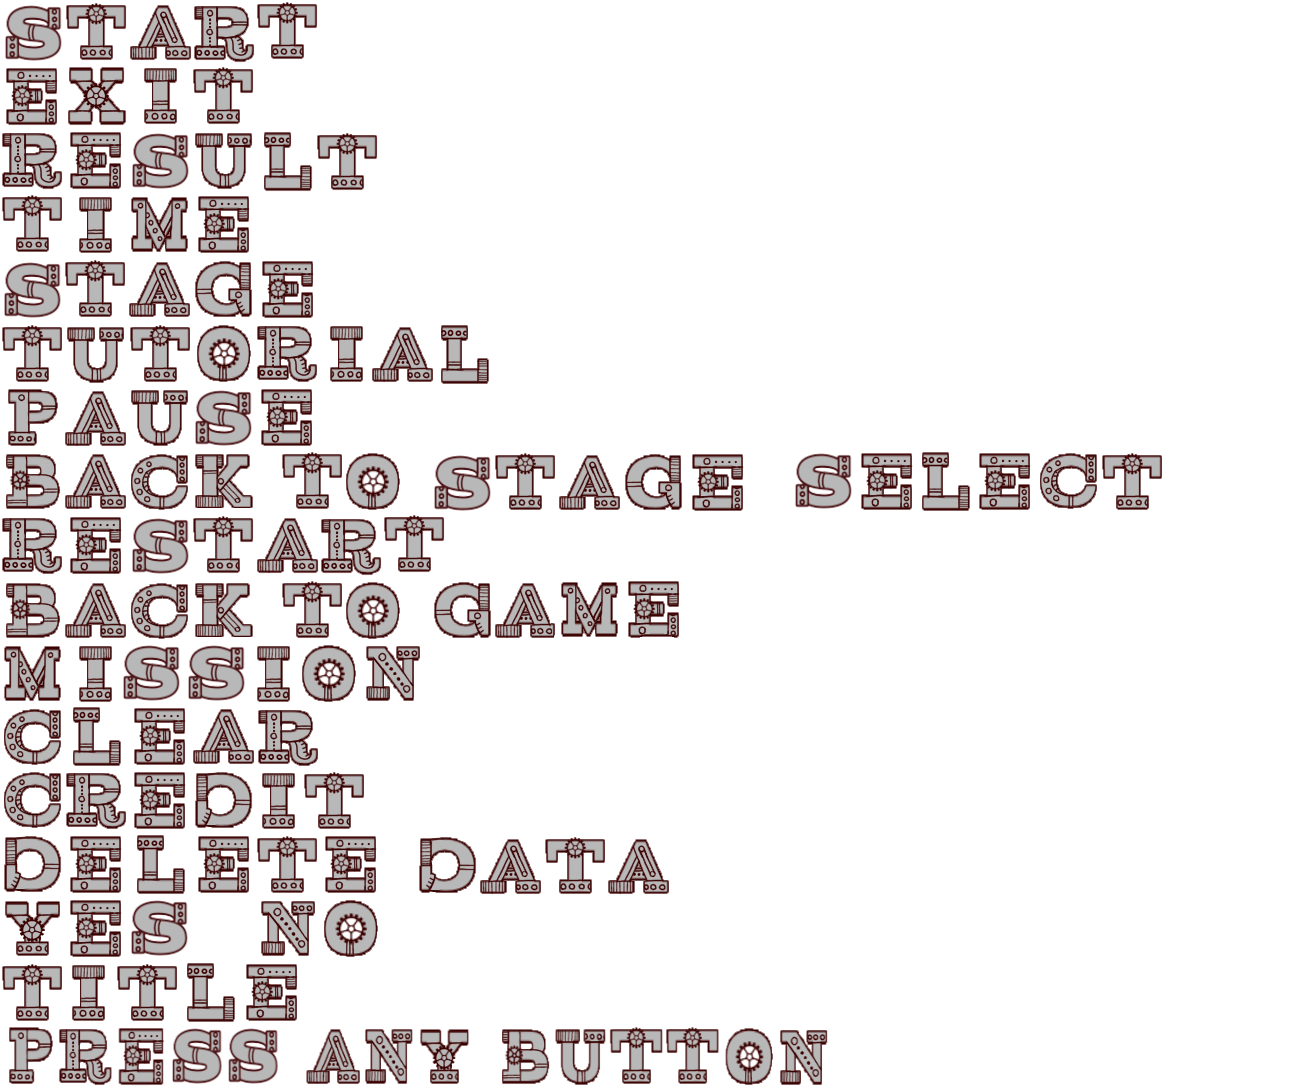 START
EXIT
RESULT
TIME
STAGE
TUTORIAL
PAUSE
BACK TO STAGE SELECT
RESTART
BACK TO GAME
MISSION
CLEAR
CREDIT
DELETE DATA
YES NO
TITLE
PRESS ANY BUTTON